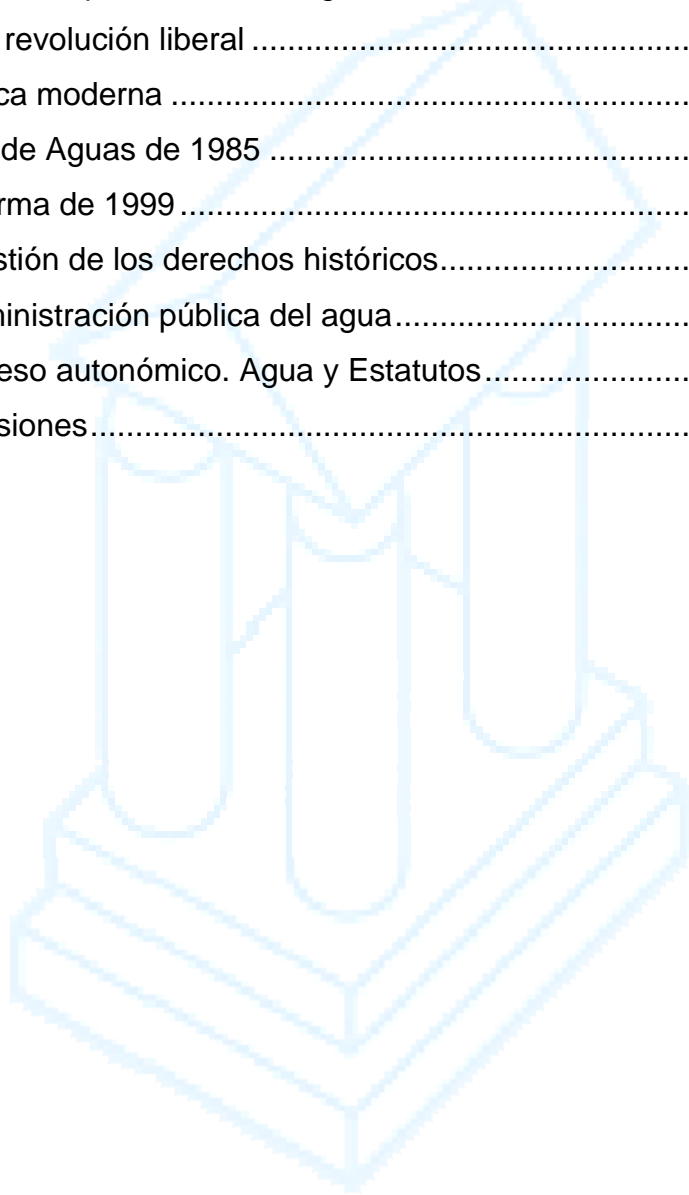 revolución liberal ........................................................
ca moderna ..................................................................
de Aguas de 1985 ......................................................
rma de 1999 ................................................................
stión de los derechos históricos.................................
ministración pública del agua.......................................
eso autonómico. Agua y Estatutos............................
siones............................................................................